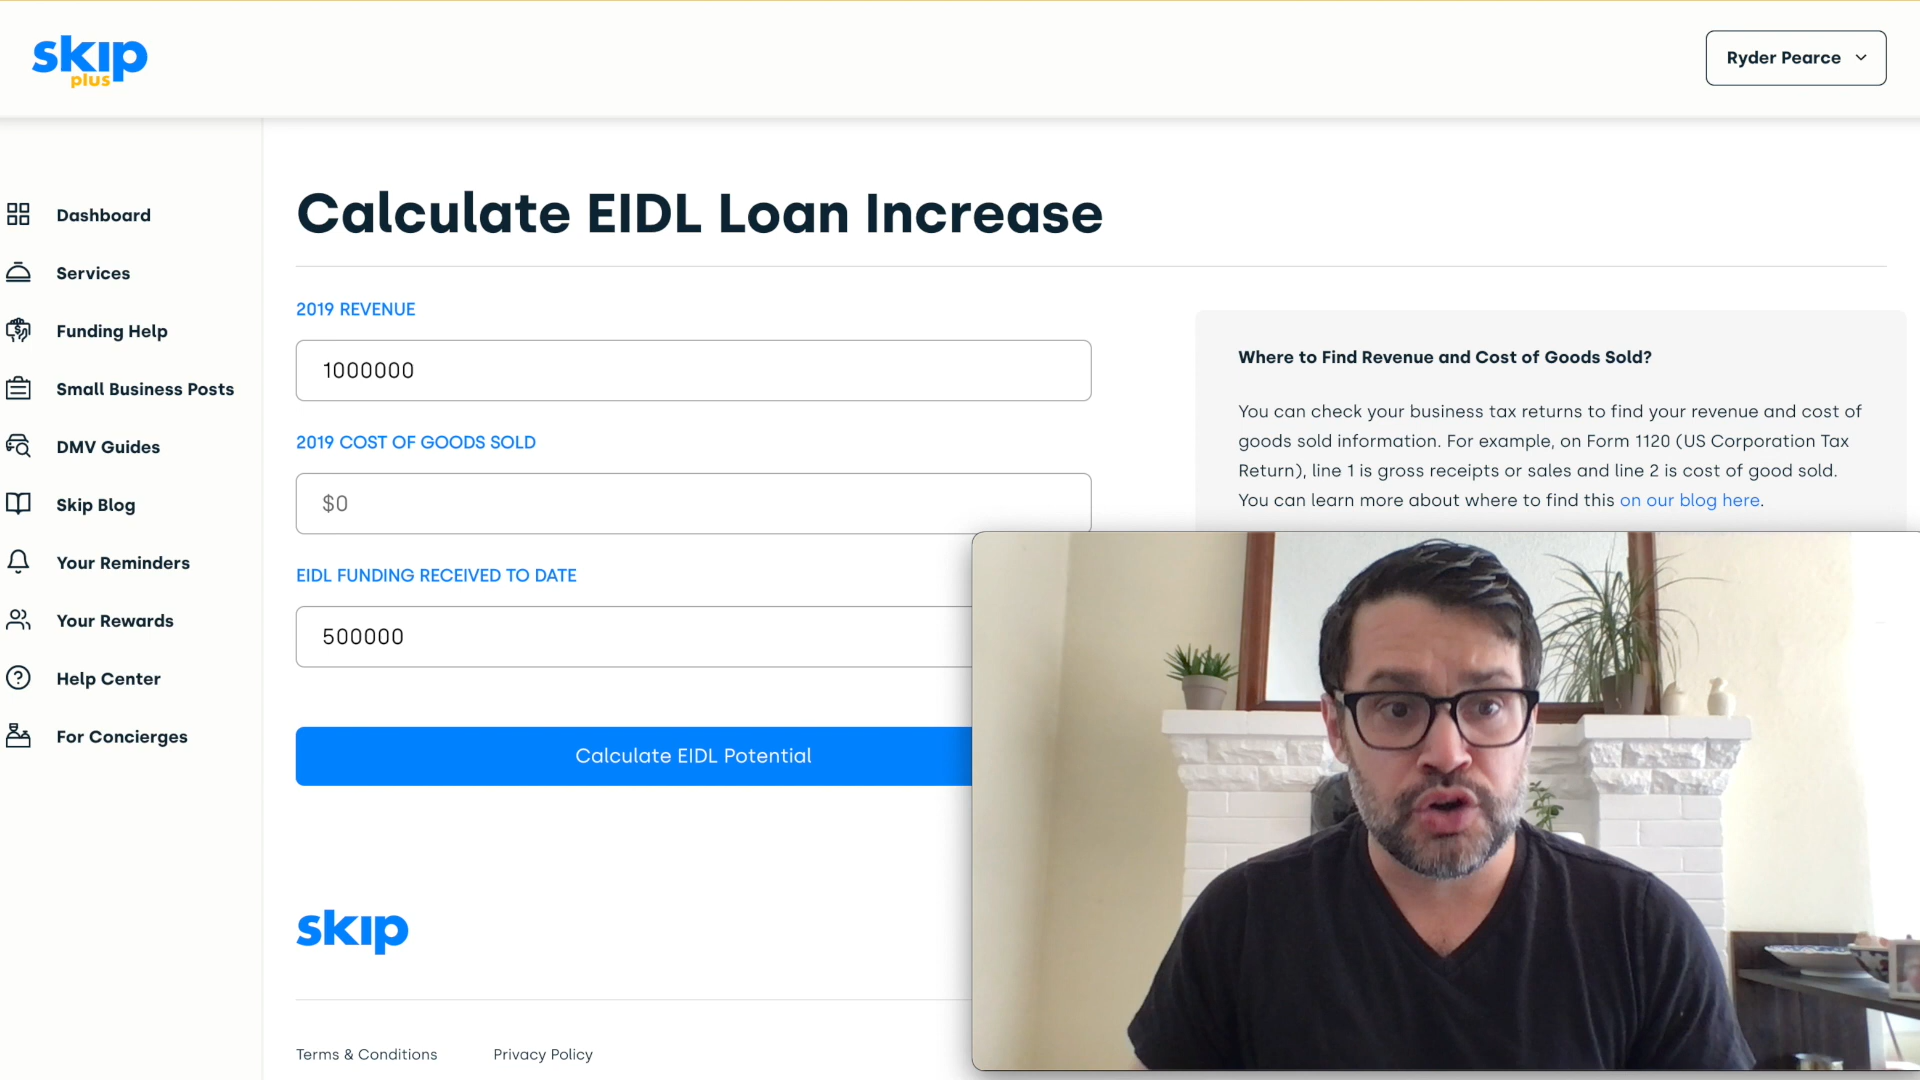 skip
plus
Ryder Pearce
Dashboard
Services
Funding Help
Small Business Posts
DMV Guides
Skip Blog
Your Reminders
Your Rewards
Help Center
For Concierges
Calculate EIDL Loan Increase
2019 REVENUE
1000000
2019 COST OF GOODS SOLD
$0
EIDL FUNDING RECEIVED TO DATE
500000
Calculate EIDL Potential
Where to Find Revenue and Cost of Goods Sold?
You can check your business tax returns to find your revenue and cost of
goods sold information. For example, on Form 1120 (US Corporation Tax
Return), line 1 is gross receipts or sales and line 2 is cost of good sold.
You can learn more about where to find this on our blog here.
skip
Terms & Conditions
Privacy Policy